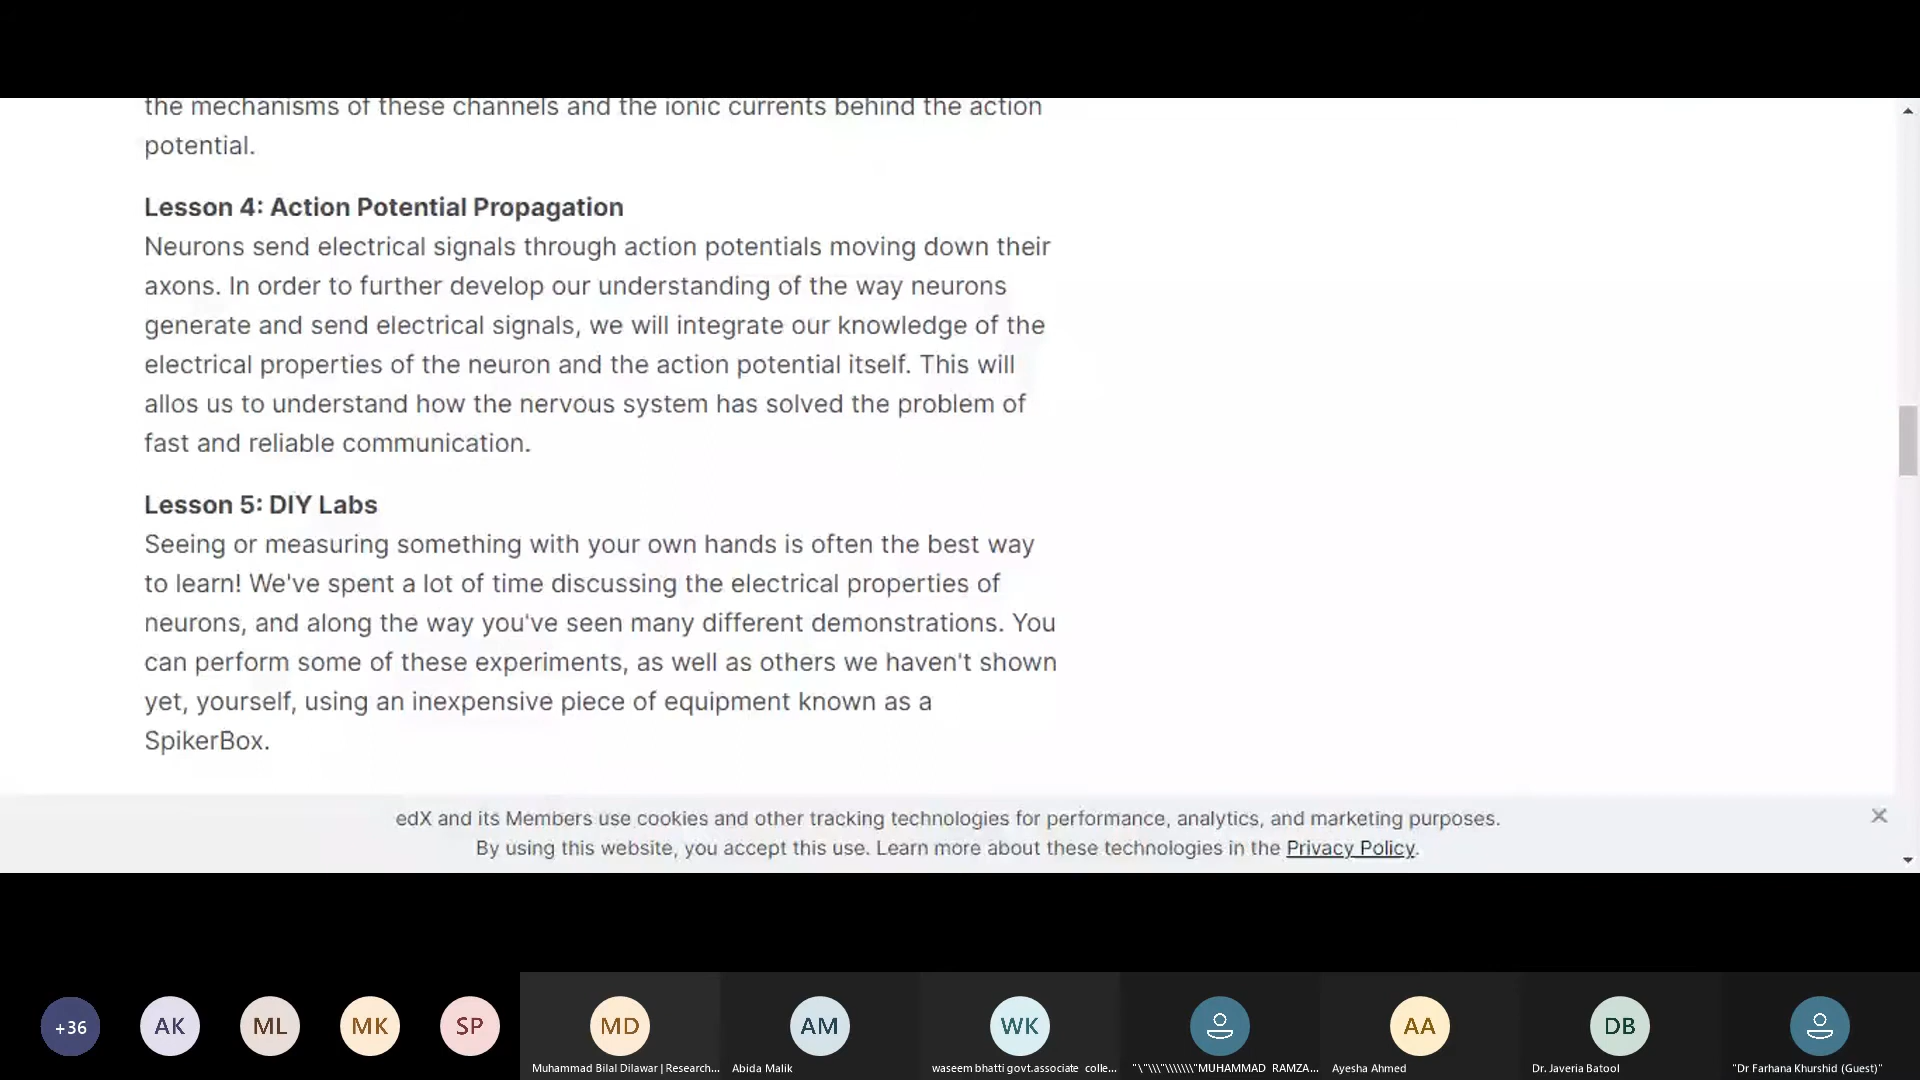 the mechanisms of these channels and the ionic currents behind the action
potential.
Lesson 4: Action Potential Propagation
Neurons send electrical signals through action potentials moving down their
axons. In order to further develop our understanding of the way neurons
generate and send electrical signals, we will integrate our knowledge of the
electrical properties of the neuron and the action potential itself. This will
allos us to understand how the nervous system has solved the problem of
fast and reliable communication.
Lesson 5: DIY Labs
Seeing or measuring something with your own hands is often the best way
to learn! We've spent a lot of time discussing the electrical properties of
neurons, and along the way you've seen many different demonstrations. You
can perform some of these experiments, as well as others we haven't shown
yet, yourself, using an inexpensive piece of equipment known as a
SpikerBox.
edX and its Members use cookies and other tracking technologies for performance, analytics, and marketing purposes.
By using this website, you accept this use. Learn more about these technologies in the Privacy Policy.
+36 AK ML MK SP MD AM WK AA DB
Muhammad Bilal Dilawar | Research... Abida Malik waseem bhatti govt.associate colle... "\"\\\"\\\\\\\"MUHAMMAD RAMZA... Ayesha Ahmed Dr. Javeria Batool "Dr Farhana Khurshid (Guest)"